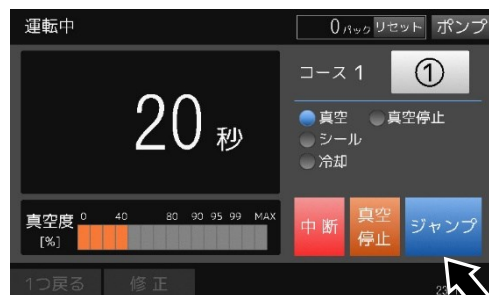 運転中
0パック リセット ポンプ
コース 1 ①
20 秒
真空 真空停止
シール
冷却
真空度 [%] 0 40 80 90 95 99 MAX
中断 真空停止 ジャンプ
1つ戻る 修正